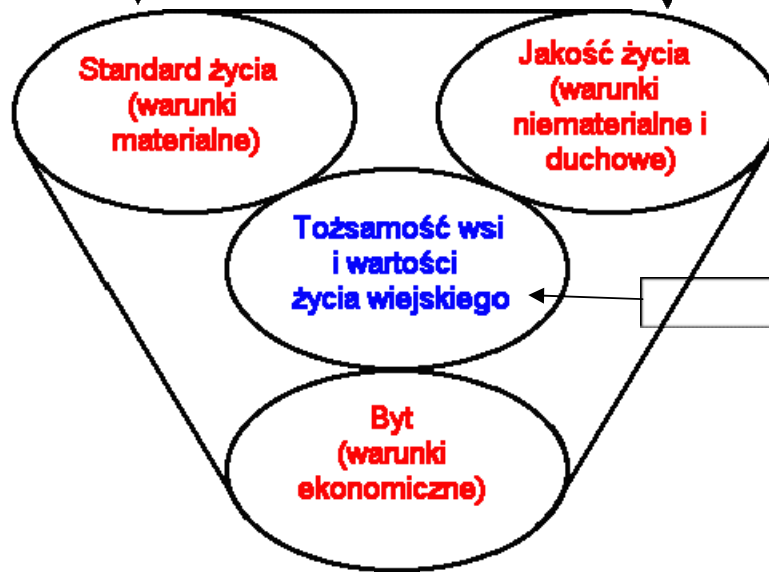 Standard życia
(warunki
materialne)
Jakość życia
(warunki
niematerialne i
duchowe)
Tożsamość wsi
i wartości
życia wiejskiego
Byt
(warunki
ekonomiczne)